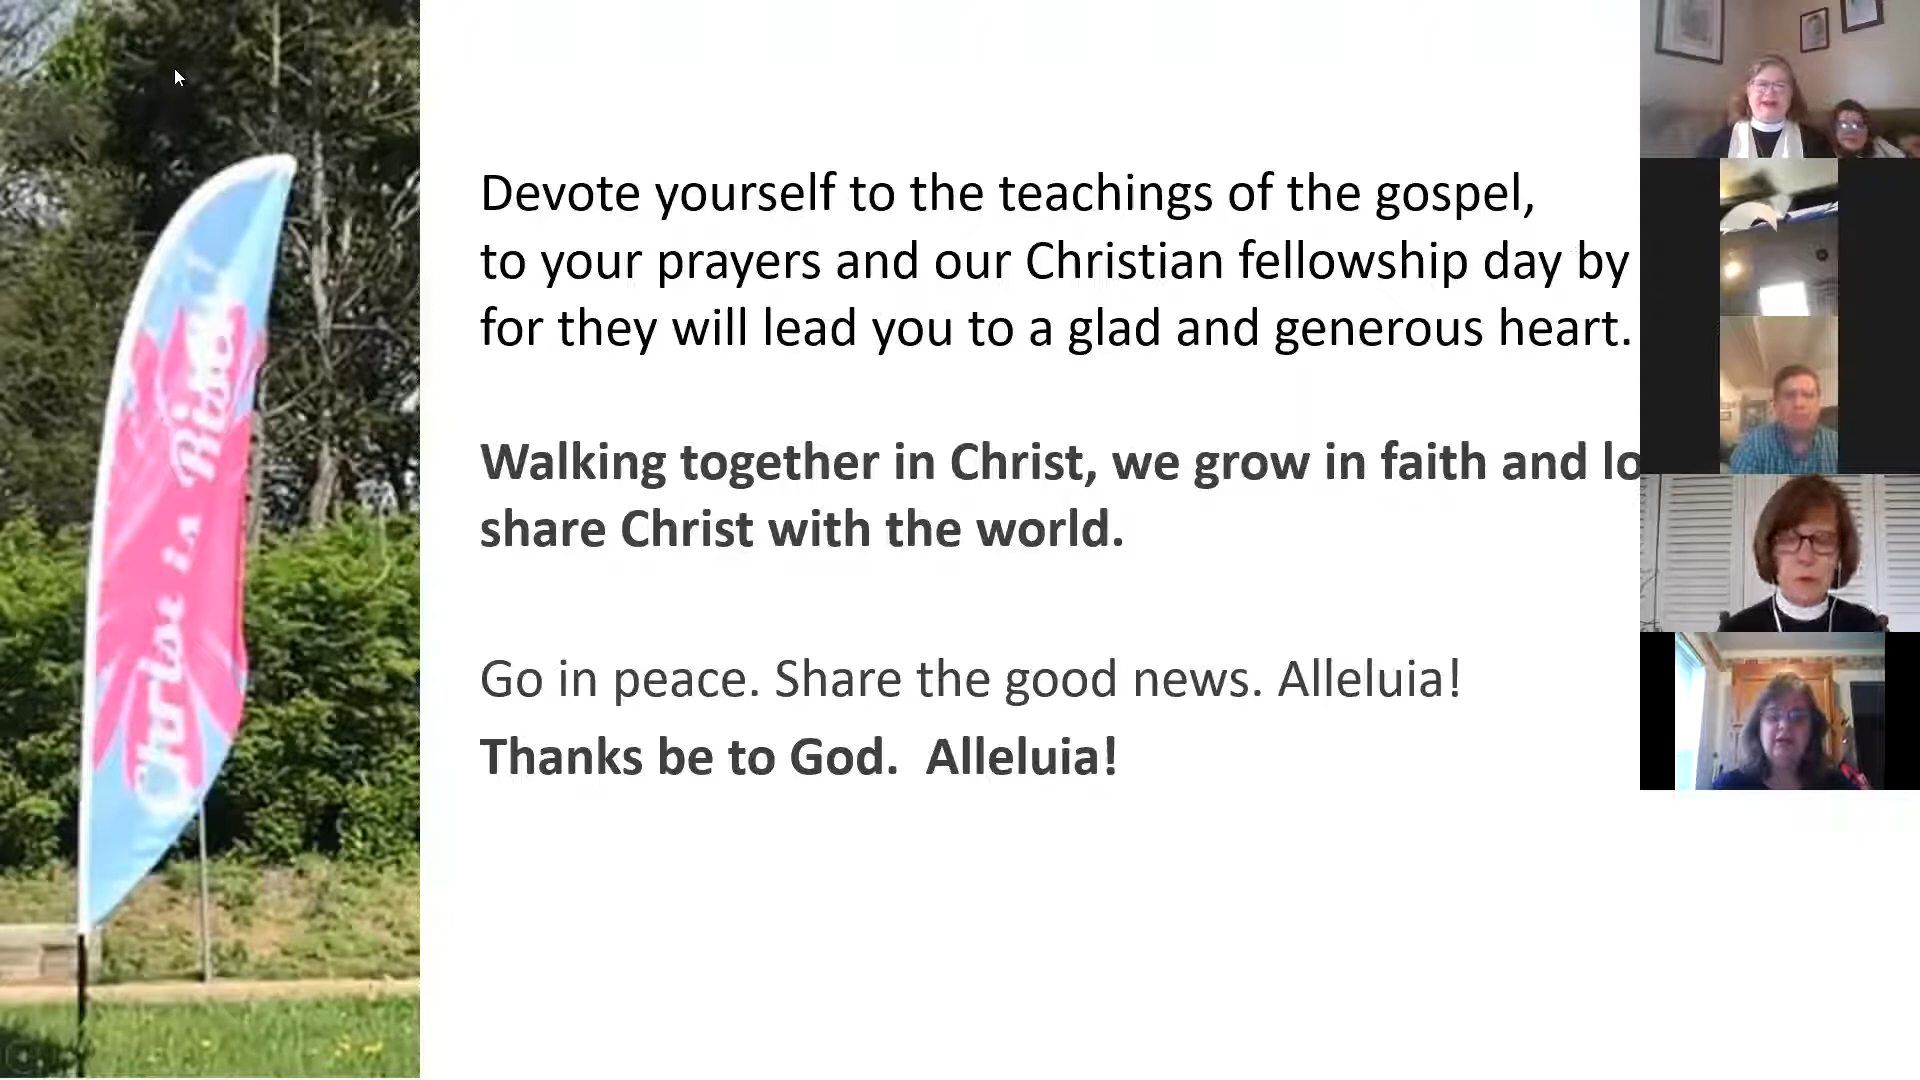 Christ is Risen!
Devote yourself to the teachings of the gospel,
to your prayers and our Christian fellowship day by
for they will lead you to a glad and generous heart.
Walking together in Christ, we grow in faith and lo
share Christ with the world.
Go in peace. Share the good news. Alleluia!
Thanks be to God. Alleluia!